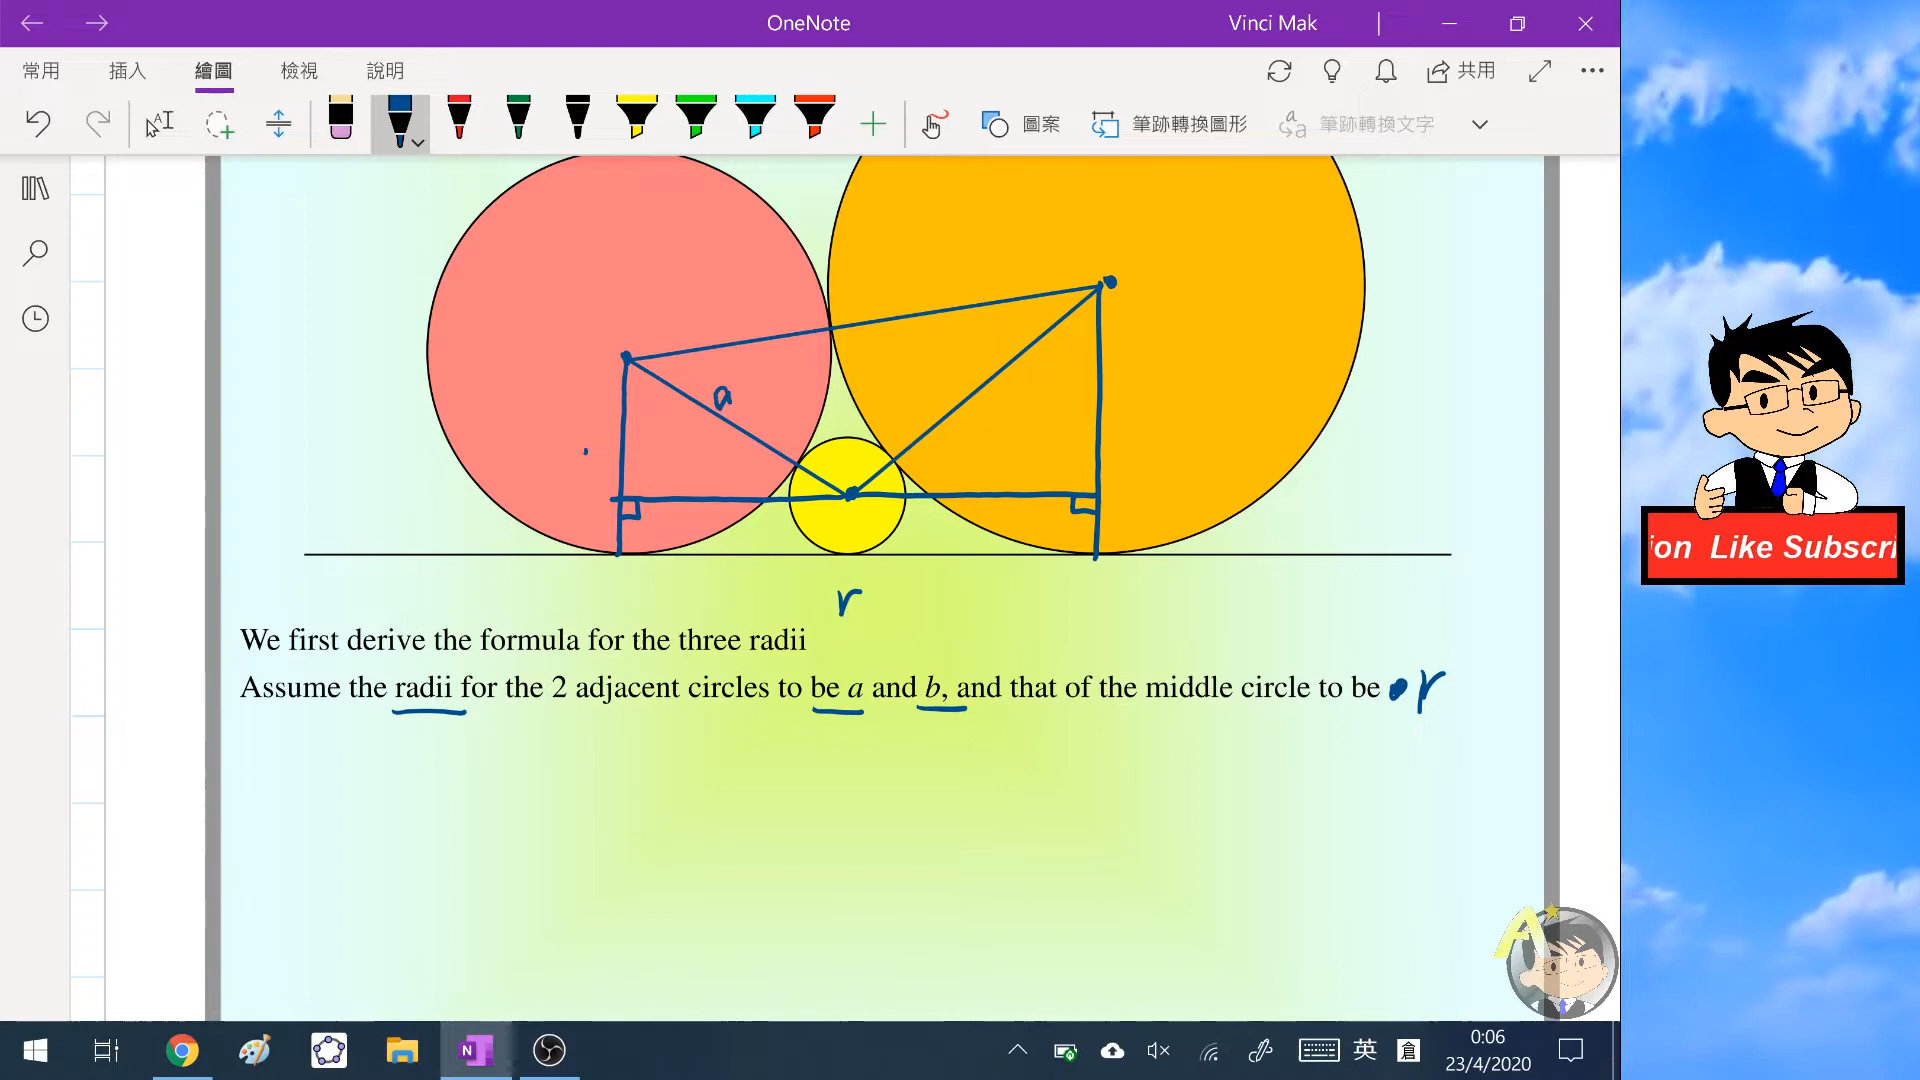 OneNote
Vinci Mak
常用 插入 繪圖 檢視 說明
共用
圖案 筆跡轉換圖形 筆跡轉換文字
a
r
We first derive the formula for the three radii
Assume the radii for the 2 adjacent circles to be a and b, and that of the middle circle to be r
ion Like Subscri
A
英 倉
0:06
23/4/2020